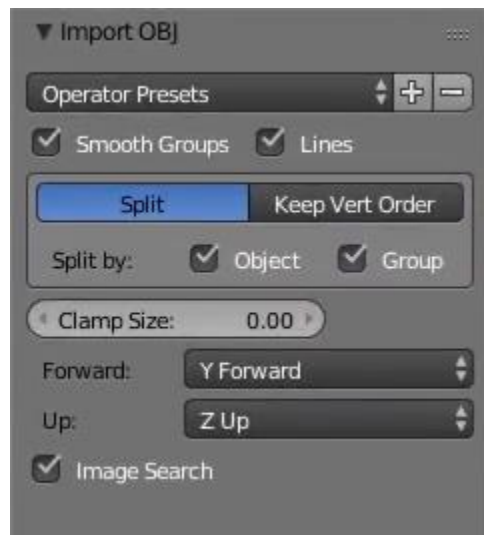 Import OBJ
Operator Presets
Smooth Groups Lines
Split Keep Vert Order
Split by: Object Group
Clamp Size: 0.00
Forward: Y Forward
Up: Z Up
Image Search